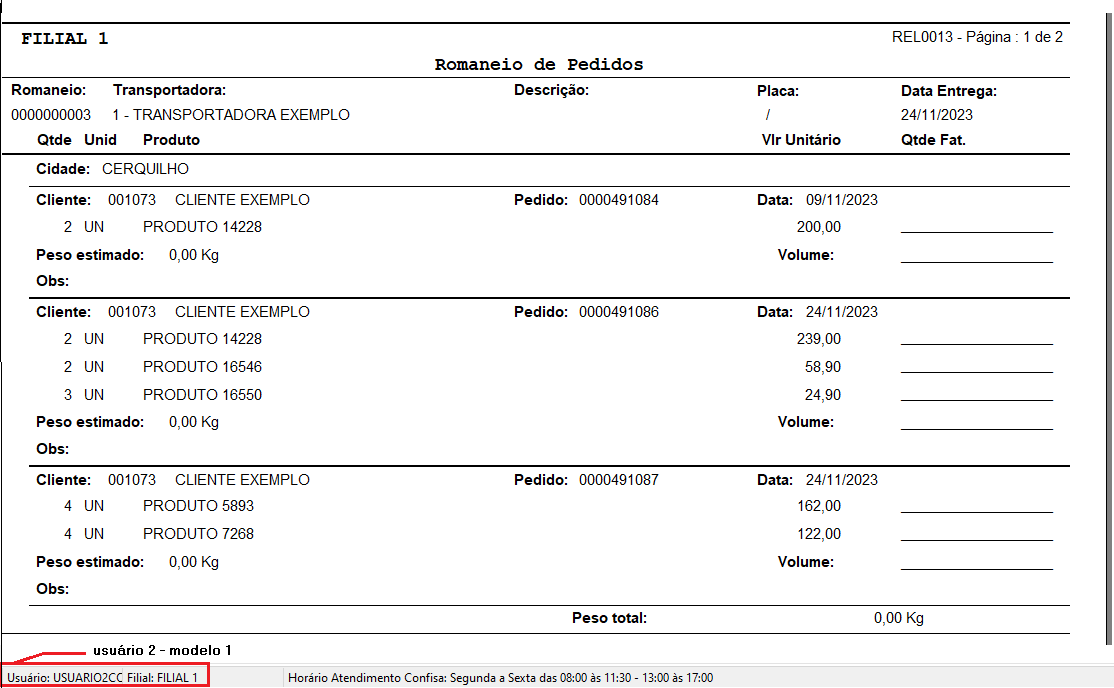 FILIAL 1 REL0013 - Página : 1 de 2
Romaneio de Pedidos
Romaneio: Transportadora: Descrição: Placa: Data Entrega:
0000000003 1 - TRANSPORTADORA EXEMPLO / 24/11/2023
Qtde Unid Produto Vlr Unitário Qtde Fat.
Cidade: CERQUILHO
Cliente: 001073 CLIENTE EXEMPLO Pedido: 0000491084 Data: 09/11/2023
2 UN PRODUTO 14228 200,00
Peso estimado: 0,00 Kg Volume:
Obs:
Cliente: 001073 CLIENTE EXEMPLO Pedido: 0000491086 Data: 24/11/2023
2 UN PRODUTO 14228 239,00
2 UN PRODUTO 16546 58,90
3 UN PRODUTO 16550 24,90
Peso estimado: 0,00 Kg Volume:
Obs:
Cliente: 001073 CLIENTE EXEMPLO Pedido: 0000491087 Data: 24/11/2023
4 UN PRODUTO 5893 162,00
4 UN PRODUTO 7268 122,00
Peso estimado: 0,00 Kg Volume:
Obs:
Peso total: 0,00 Kg
usuário 2 - modelo 1
Usuário: USUARIO2CC Filial: FILIAL 1 Horário Atendimento Confisa: Segunda a Sexta das 08:00 às 11:30 - 13:00 às 17:00